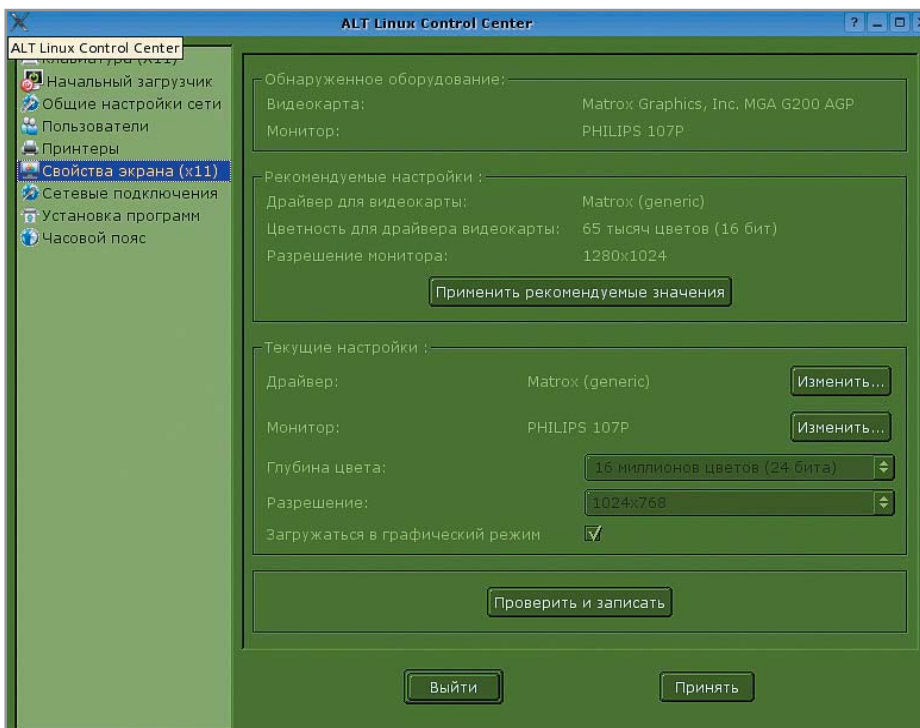 ALT Linux Control Center
ALT Linux Control Center
Клавиатура (X11)
Начальный загрузчик
Общие настройки сети
Пользователи
Принтеры
Свойства экрана (x11)
Сетевые подключения
Установка программ
Часовой пояс
Обнаруженное оборудование:
Видеокарта: Matrox Graphics, Inc. MGA G200 AGP
Монитор: PHILIPS 107P
Рекомендуемые настройки :
Драйвер для видеокарты: Matrox (generic)
Цветность для драйвера видеокарты: 65 тысяч цветов (16 бит)
Разрешение монитора: 1280x1024
Применить рекомендуемые значения
Текущие настройки :
Драйвер: Matrox (generic) Изменить...
Монитор: PHILIPS 107P Изменить...
Глубина цвета: 16 миллионов цветов (24 бита)
Разрешение: 1024x768
Загружаться в графический режим
Проверить и записать
Выйти Принять